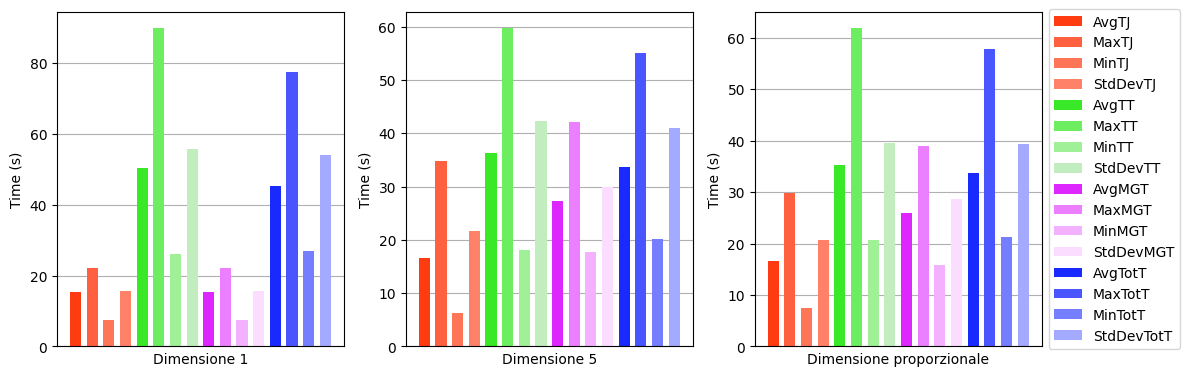 Time (s)
80
60
40
20
0
Dimensione 1
Time (s)
60
50
40
30
20
10
0
Dimensione 5
Time (s)
60
50
40
30
20
10
0
Dimensione proporzionale
AvgTJ
MaxTJ
MinTJ
StdDevTJ
AvgTT
MaxTT
MinTT
StdDevTT
AvgMGT
MaxMGT
MinMGT
StdDevMGT
AvgTotT
MaxTotT
MinTotT
StdDevTotT